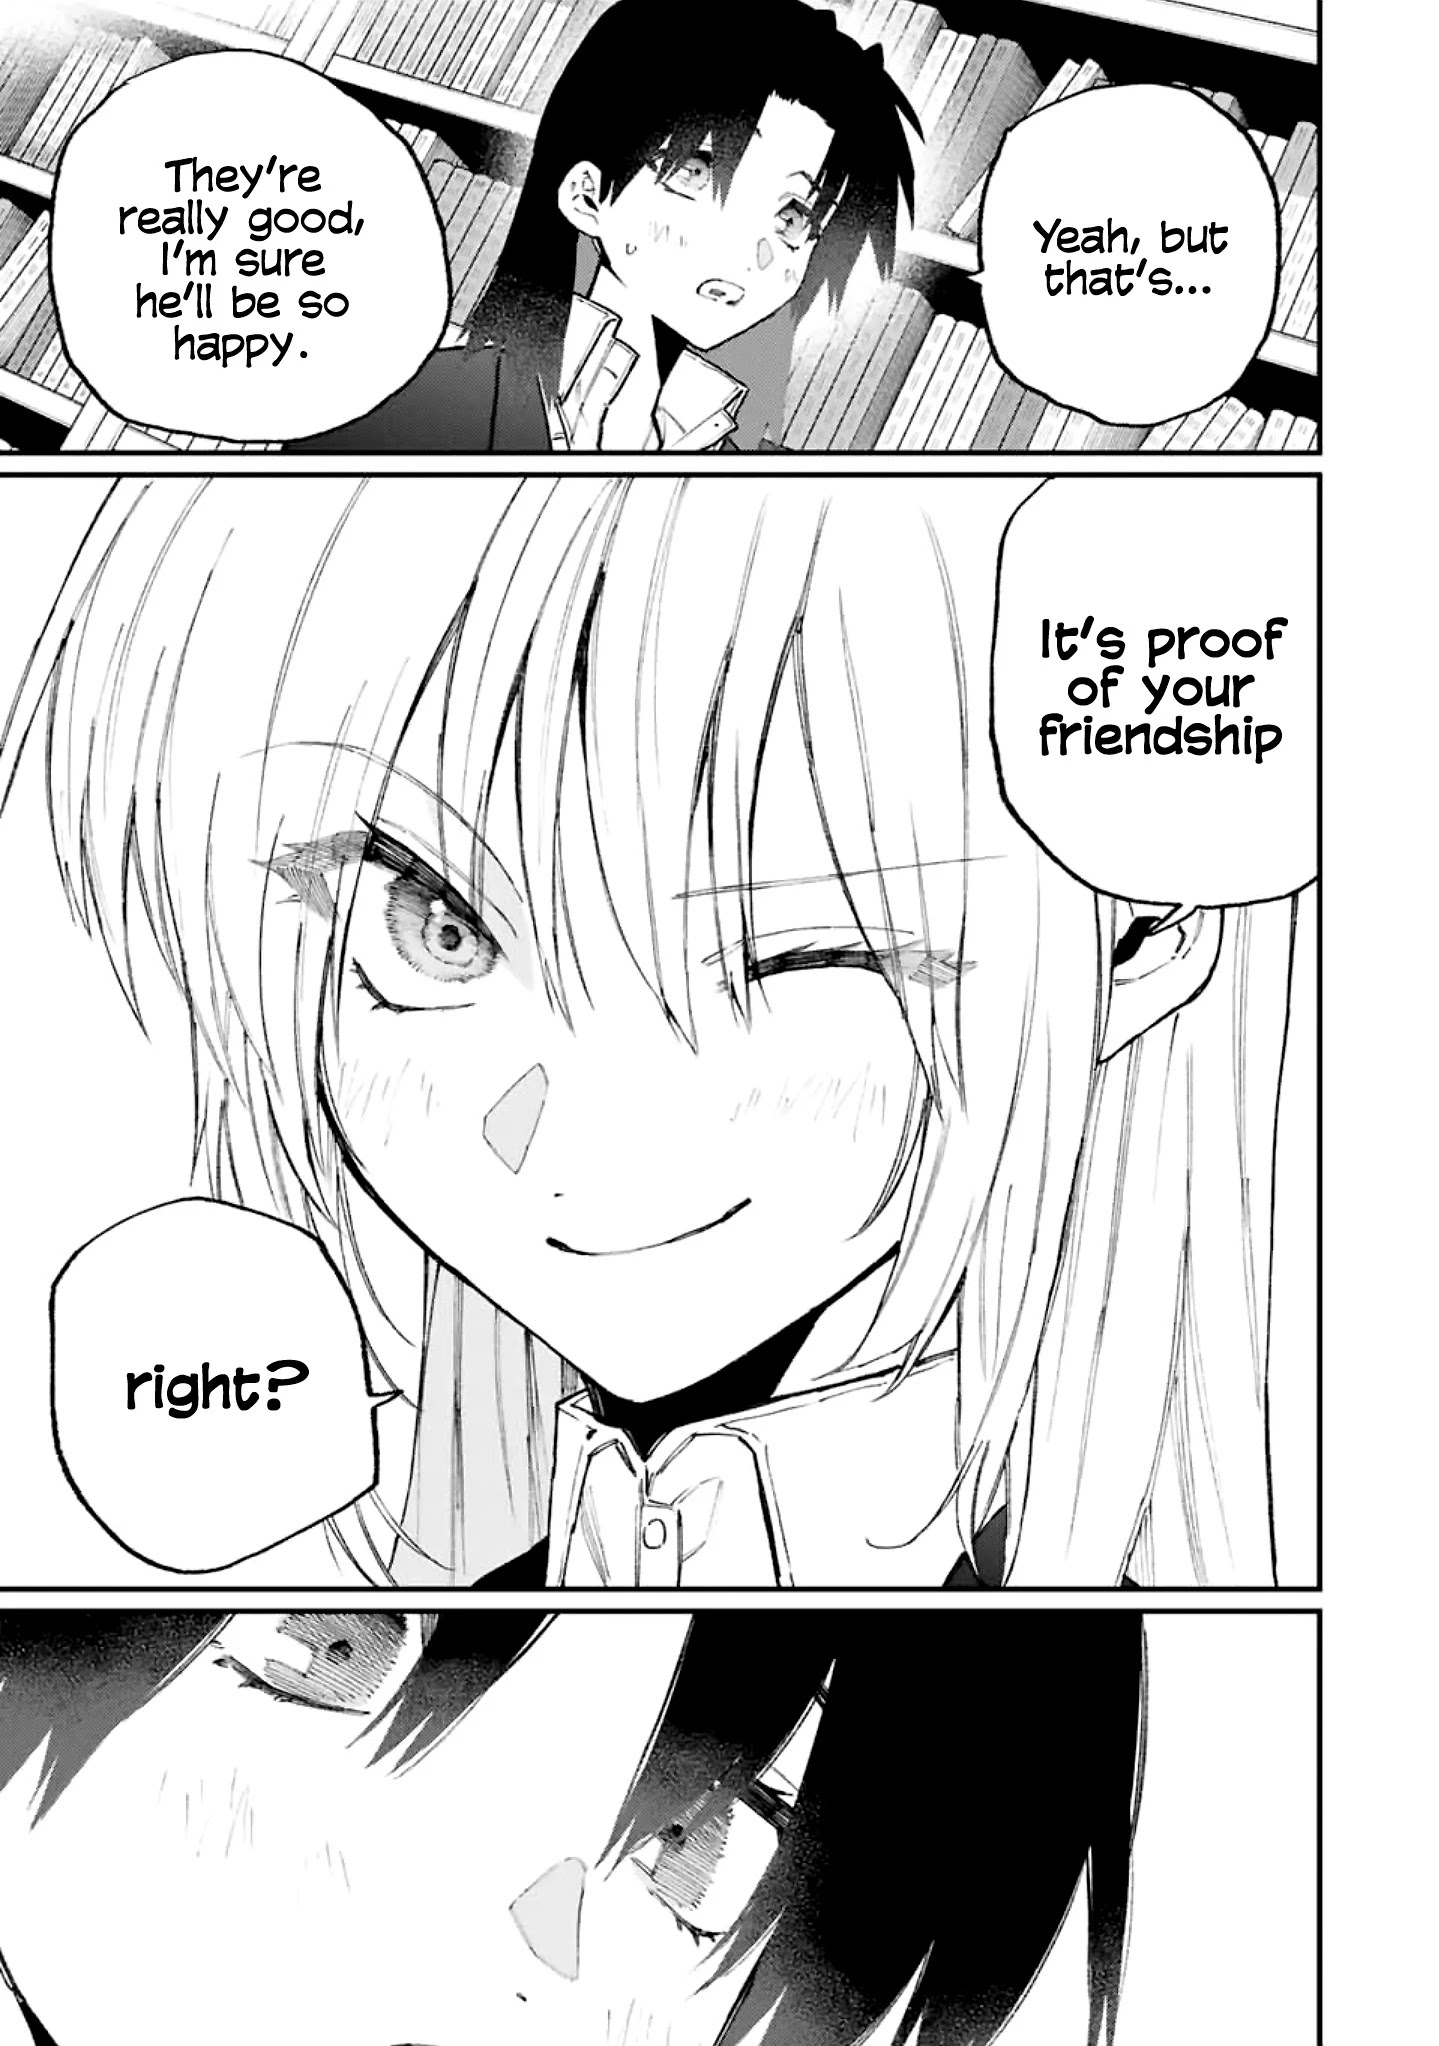 Yeah, but
that's...
They're
really good,
I'm sure
he'll be so
happy.
It's proof
of your
friendship
right?